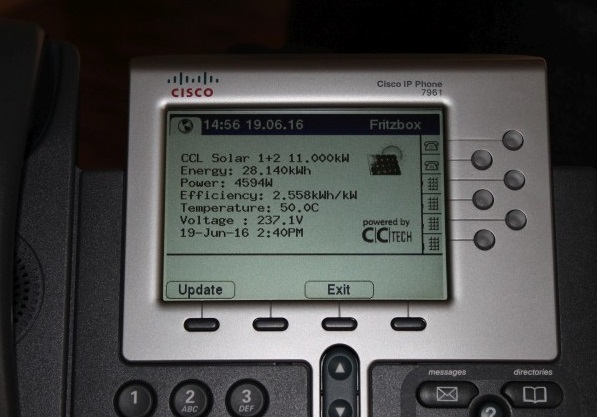 CISCO
Cisco IP Phone
7961
14:56 19.06.16 Fritzbox
CCL Solar 1+2 11.000kW
Energy: 28.140kWh
Power: 4594W
Efficiency: 2.558kWh/kW
Temperature: 50.0C
Voltage : 237.1V
19-Jun-16 2:40PM
powered by
CCTECH
Update Exit
messages directories
1 2 3
ABC DEF
?